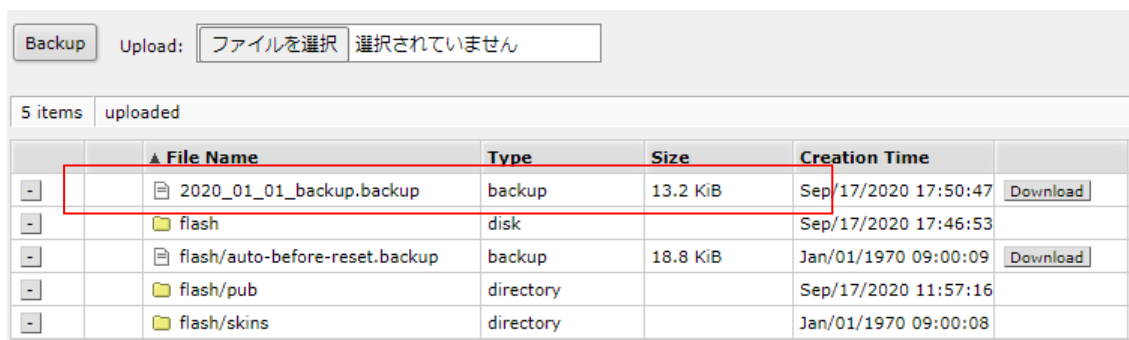 Backup Upload: ファイルを選択 選択されていません
5 items uploaded
▲ File Name Type Size Creation Time
- 2020_01_01_backup.backup backup 13.2 KiB Sep/17/2020 17:50:47 Download
- flash disk Sep/17/2020 17:46:53
- flash/auto-before-reset.backup backup 18.8 KiB Jan/01/1970 09:00:09 Download
- flash/pub directory Sep/17/2020 11:57:16
- flash/skins directory Jan/01/1970 09:00:08